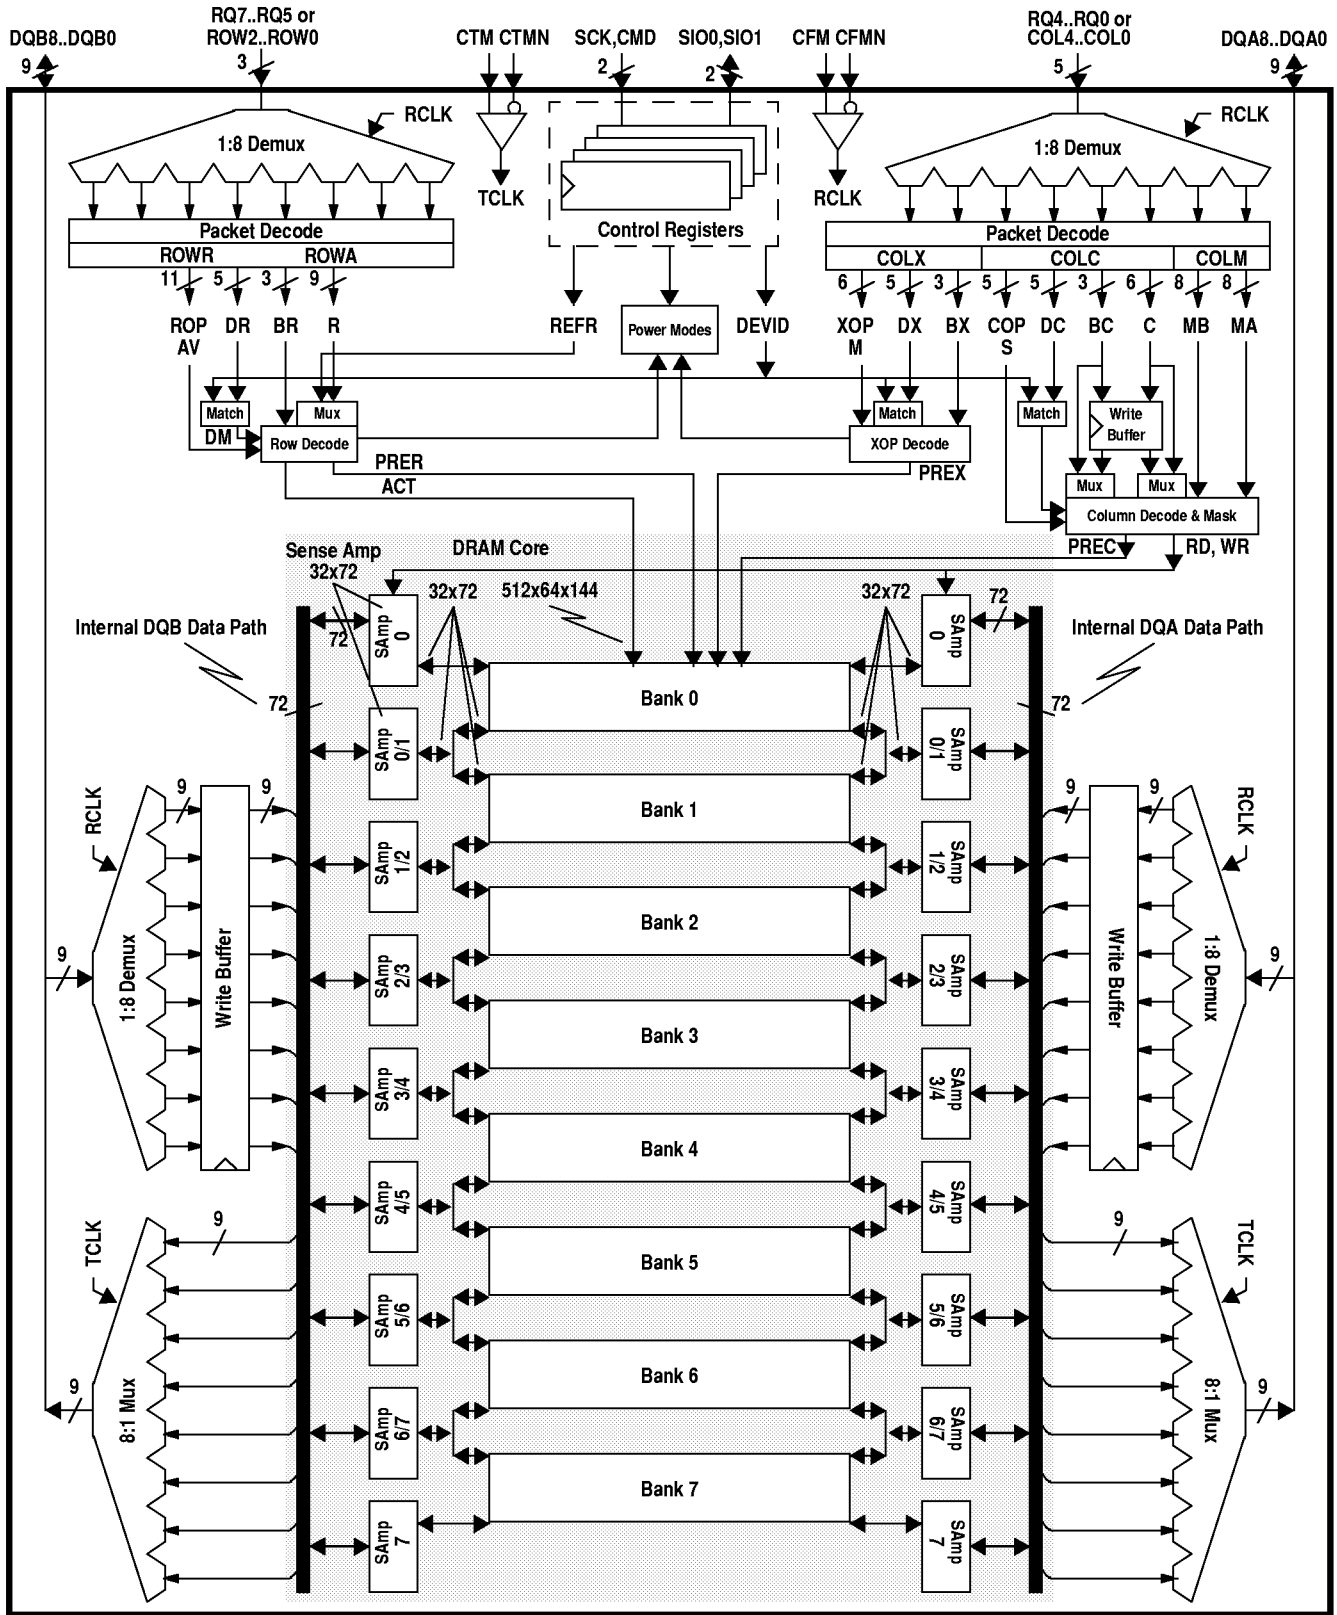 DQB8..DQB0
9
RQ7..RQ5 or
ROW2..ROW0
3
CTM CTMN
SCK,CMD
2
SIO0,SIO1
2
CFM CFMN
RQ4..RQ0 or
COL4..COL0
5
DQA8..DQA0
9
RCLK
1:8 Demux
TCLK
Control Registers
RCLK
RCLK
1:8 Demux
Packet Decode
ROWR
ROWA
11
5
3
9
Packet Decode
COLX
COLC
COLM
6
5
3
5
5
3
6
8
8
ROP
AV
DR
BR
R
REFR
Power Modes
DEVID
XOP
M
DX
BX
COP
S
DC
BC
C
MB
MA
Match
Mux
DM
Row Decode
Match
XOP Decode
Match
Write
Buffer
Mux
Mux
Column Decode & Mask
PRER
ACT
PREX
PREC
RD, WR
Sense Amp
32x72
DRAM Core
32x72
512x64x144
32x72
72
72
Internal DQB Data Path
72
Internal DQA Data Path
72
SAmp
0
SAmp
0/1
SAmp
1/2
SAmp
2/3
SAmp
3/4
SAmp
4/5
SAmp
5/6
SAmp
6/7
SAmp
7
Bank 0
Bank 1
Bank 2
Bank 3
Bank 4
Bank 5
Bank 6
Bank 7
SAmp
0
SAmp
0/1
SAmp
1/2
SAmp
2/3
SAmp
3/4
SAmp
4/5
SAmp
5/6
SAmp
6/7
SAmp
7
RCLK
9
9
9
1:8 Demux
Write Buffer
TCLK
9
9
8:1 Mux
9
9
RCLK
Write Buffer
1:8 Demux
9
9
TCLK
8:1 Mux
9